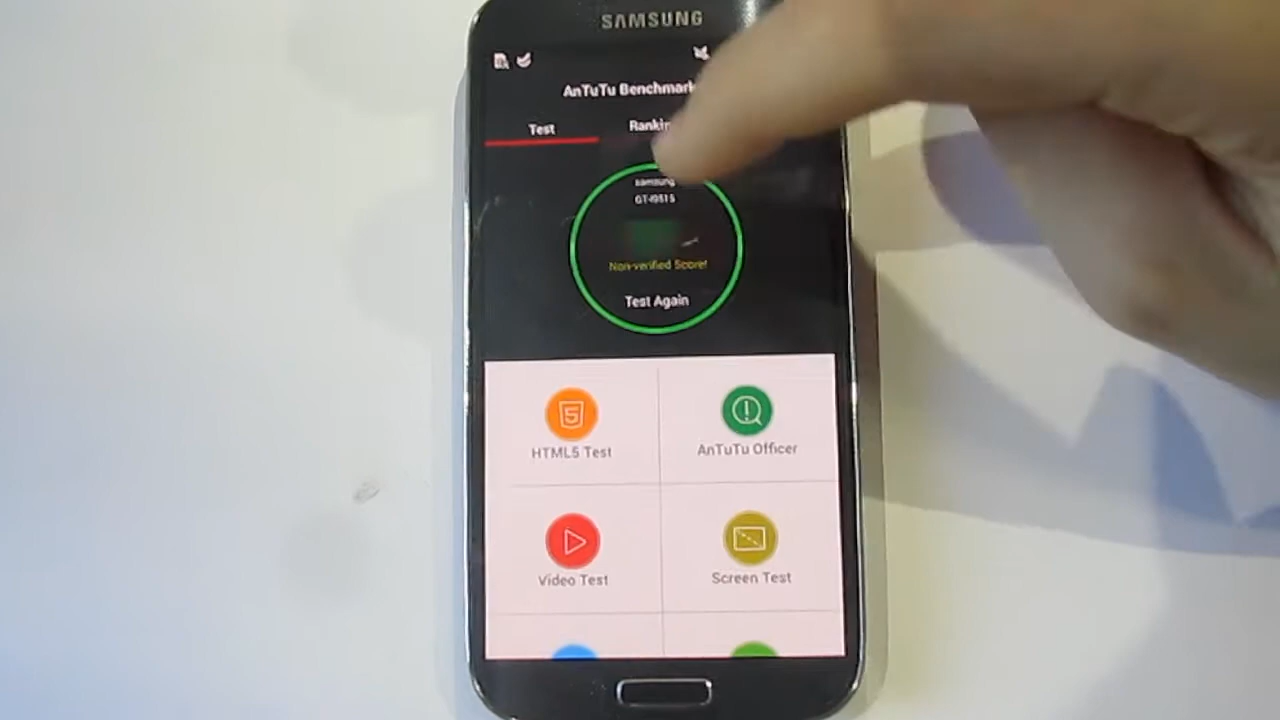 SAMSUNG
AnTuTu Benchmark
Test
Rankin
samsung
GT-I9515
Non-verified Score!
Test Again
HTML5 Test
AnTuTu Officer
Video Test
Screen Test